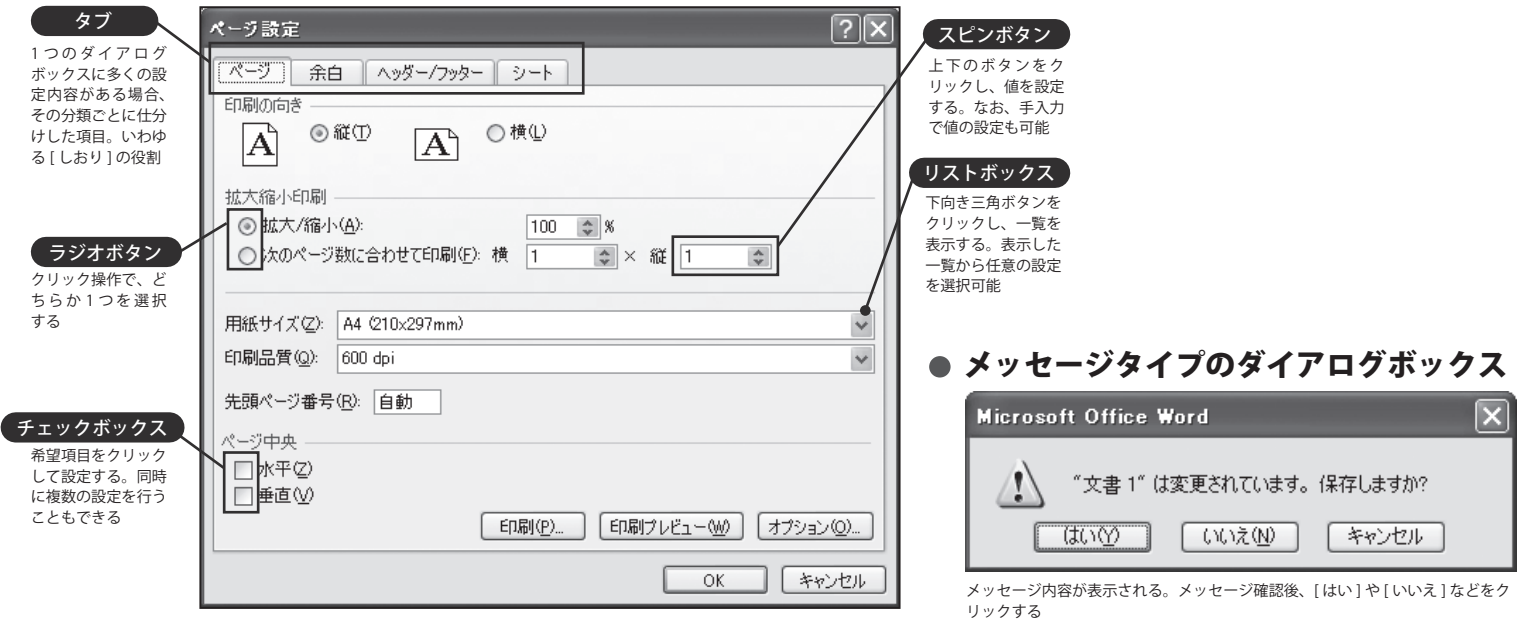 タブ
1つのダイアログ
ボックスに多くの設
定内容がある場合、
その分類ごとに仕分
けした項目。いわゆ
る[しおり]の役割
ラジオボタン
クリック操作で、ど
ちらか1つを選択
する
チェックボックス
希望項目をクリック
して設定する。同時
に複数の設定を行う
こともできる
ページ設定
ページ 余白 ヘッダー/フッター シート
印刷の向き
A 縦(T) A 横(L)
拡大縮小印刷
拡大/縮小(A): 100 %
次のページ数に合わせて印刷(F): 横 1 × 縦 1
用紙サイズ(Z): A4 (210x297mm)
印刷品質(Q): 600 dpi
先頭ページ番号(R): 自動
ページ中央
水平(Z)
垂直(V)
印刷(P)... 印刷プレビュー(W) オプション(O)...
OK キャンセル
スピンボタン
上下のボタンをク
リックし、値を設定
する。なお、手入力
で値の設定も可能
リストボックス
下向き三角ボタンを
クリックし、一覧を
表示する。表示した
一覧から任意の設定
を選択可能
● メッセージタイプのダイアログボックス
Microsoft Office Word
"文書 1" は変更されています。保存しますか?
はい(Y) いいえ(N) キャンセル
メッセージ内容が表示される。メッセージ確認後、[はい]や[いいえ]などをク
リックする